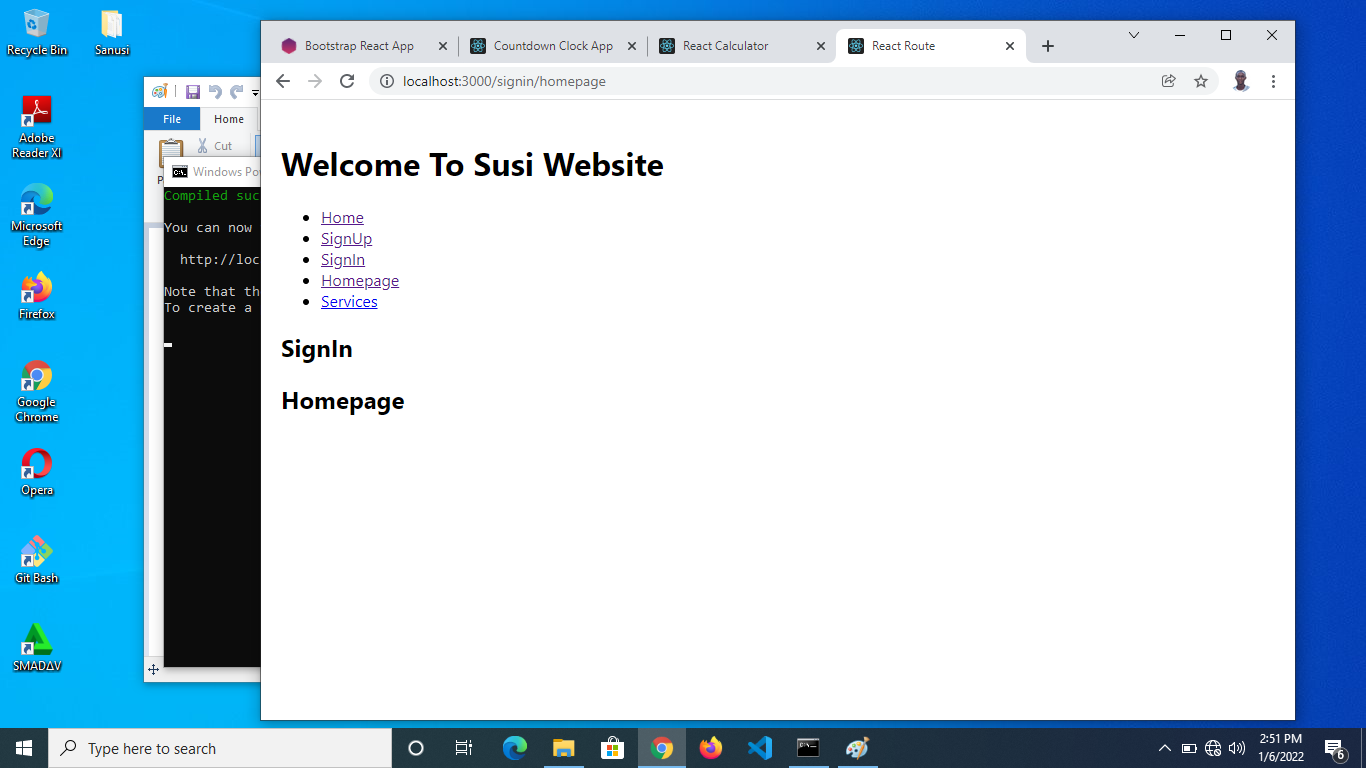 Recycle Bin
Sanusi
Adobe
Reader XI
Microsoft
Edge
Firefox
Google
Chrome
Opera
Git Bash
SMADΔV
File
Home
Cut
Windows Pow
Compiled suc
You can now
http://loc
Note that th
To create a
Bootstrap React App
Countdown Clock App
React Calculator
React Route
localhost:3000/signin/homepage
Welcome To Susi Website
Home
SignUp
SignIn
Homepage
Services
SignIn
Homepage
Type here to search
2:51 PM
1/6/2022
6